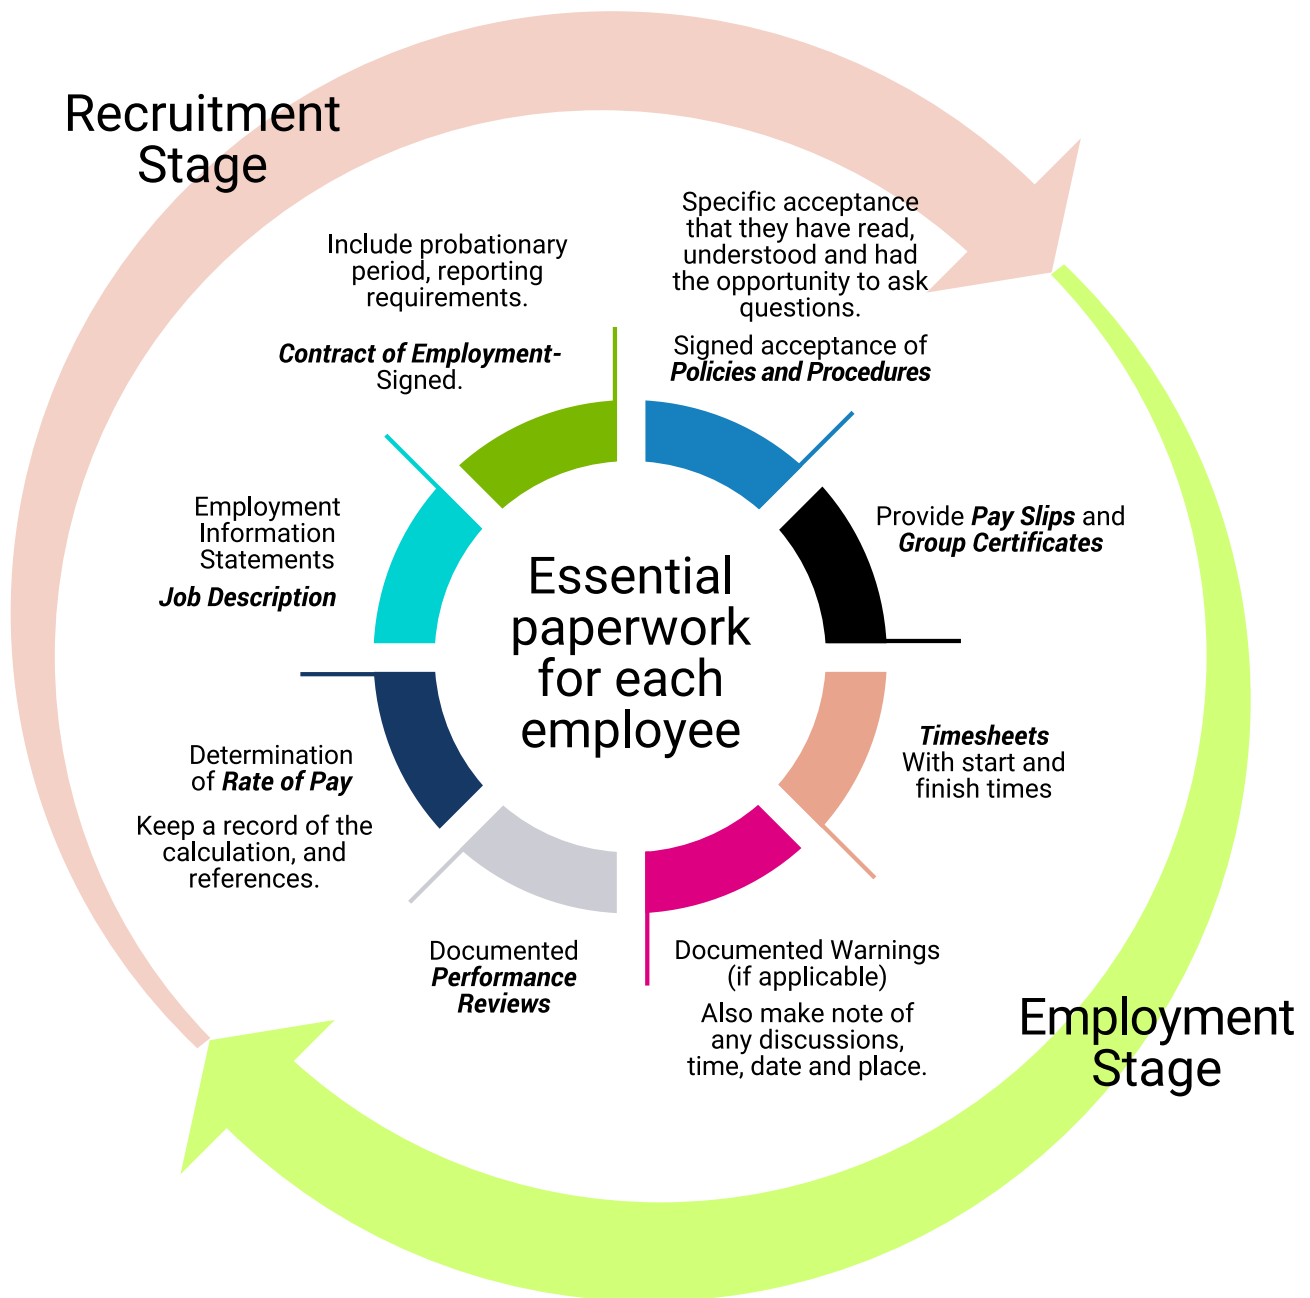 Recruitment
Stage
Include probationary
period, reporting
requirements.
Contract of Employment-
Signed.
Specific acceptance
that they have read,
understood and had
the opportunity to ask
questions.
Signed acceptance of
Policies and Procedures
Employment
Information
Statements
Job Description
Provide Pay Slips and
Group Certificates
Essential
paperwork
for each
employee
Determination
of Rate of Pay
Keep a record of the
calculation, and
references.
Timesheets
With start and
finish times
Documented
Performance
Reviews
Documented Warnings
(if applicable)
Also make note of
any discussions,
time, date and place.
Employment
Stage